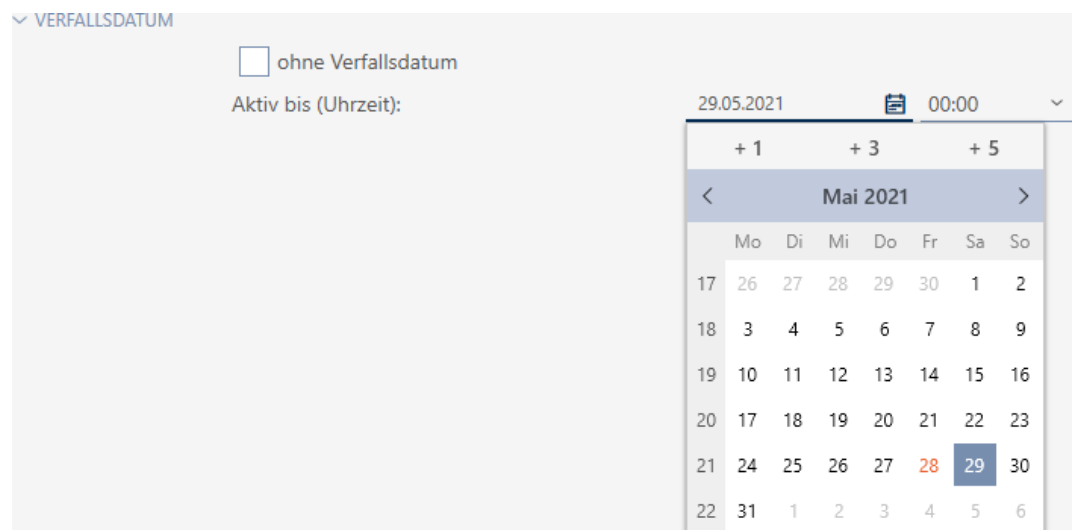 VERFALLSDATUM
ohne Verfallsdatum
Aktiv bis (Uhrzeit): 29.05.2021 00:00
+ 1 + 3 + 5
Mai 2021
Mo Di Mi Do Fr Sa So
17 26 27 28 29 30 1 2
18 3 4 5 6 7 8 9
19 10 11 12 13 14 15 16
20 17 18 19 20 21 22 23
21 24 25 26 27 28 29 30
22 31 1 2 3 4 5 6